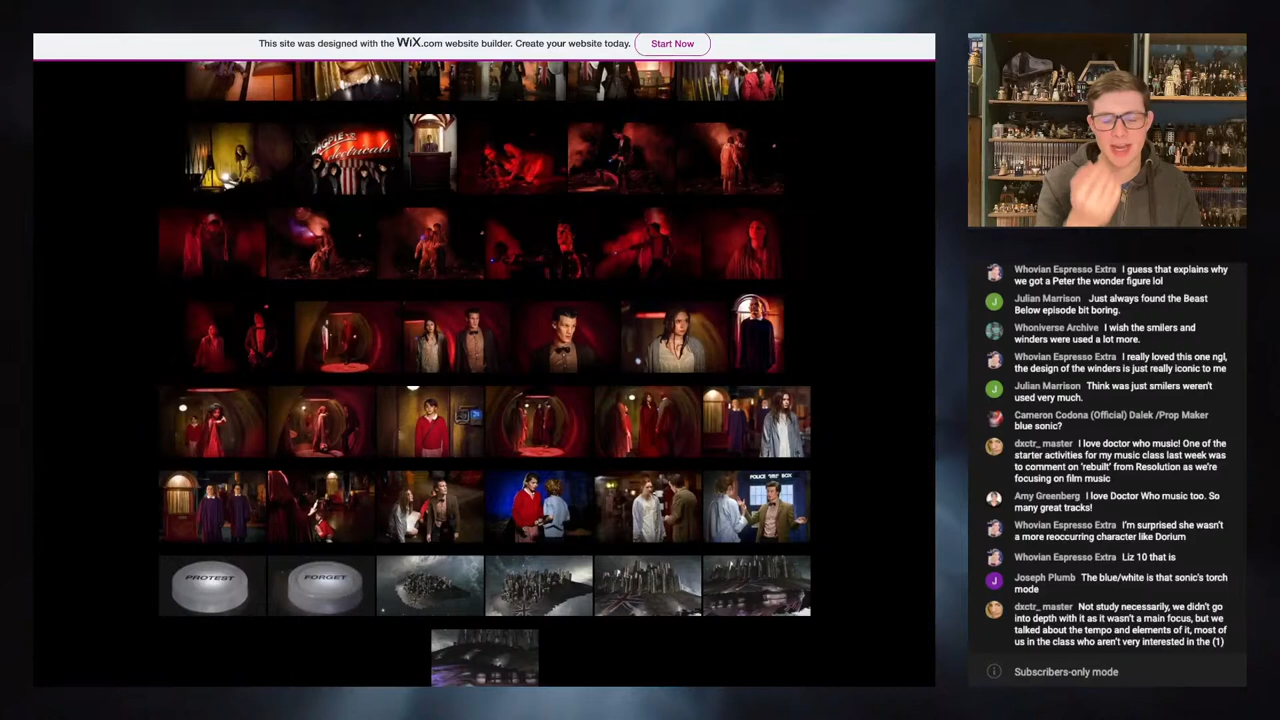 This site was designed with the WiX.com website builder. Create your website today. Start Now
Electricals
POLICE BOX
PROTEST
FORGET
Whovian Espresso Extra I guess that explains why
we got a Peter the wonder figure lol
J Julian Marrison Just always found the Beast
Below episode bit boring.
Whoniverse Archive I wish the smilers and
winders were used a lot more.
Whovian Espresso Extra I really loved this one ngl,
the design of the winders is just really iconic to me
J Julian Marrison Think was just smilers weren't
used very much.
Cameron Codona (Official) Dalek /Prop Maker
blue sonic?
dxctr_master I love doctor who music! One of the
starter activities for my music class last week was
to comment on 'rebuilt' from Resolution as we're
focusing on film music
Amy Greenberg I love Doctor Who music too. So
many great tracks!
Whovian Espresso Extra I'm surprised she wasn't
a more reoccurring character like Dorium
Whovian Espresso Extra Liz 10 that is
J Joseph Plumb The blue/white is that sonic's torch
mode
dxctr_master Not study necessarily, we didn't go
into depth with it as it wasn't a main focus, but we
talked about the tempo and elements of it, most of
us in the class who aren't very interested in the (1)
Subscribers-only mode